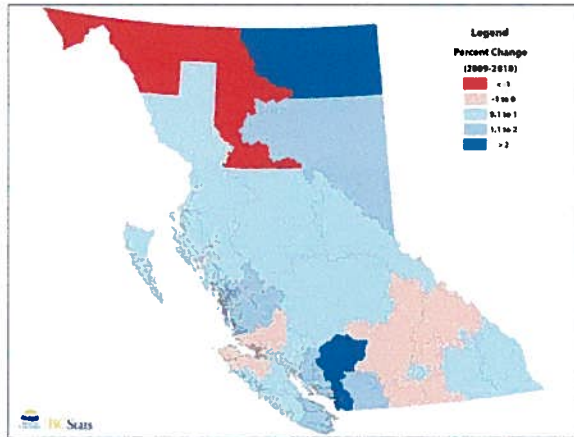 Legend
Percent Change
(2009-2010)
< -1
-1 to 0
0.1 to 1
1.1 to 2
> 2
BC Stats